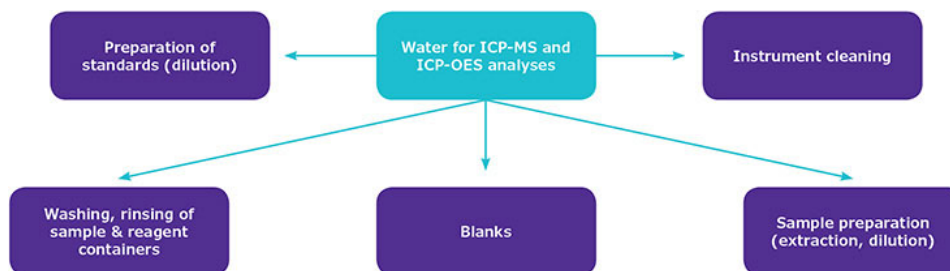 Preparation of
standards (dilution)
Water for ICP-MS and
ICP-OES analyses
Instrument cleaning
Washing, rinsing of
sample & reagent
containers
Blanks
Sample preparation
(extraction, dilution)